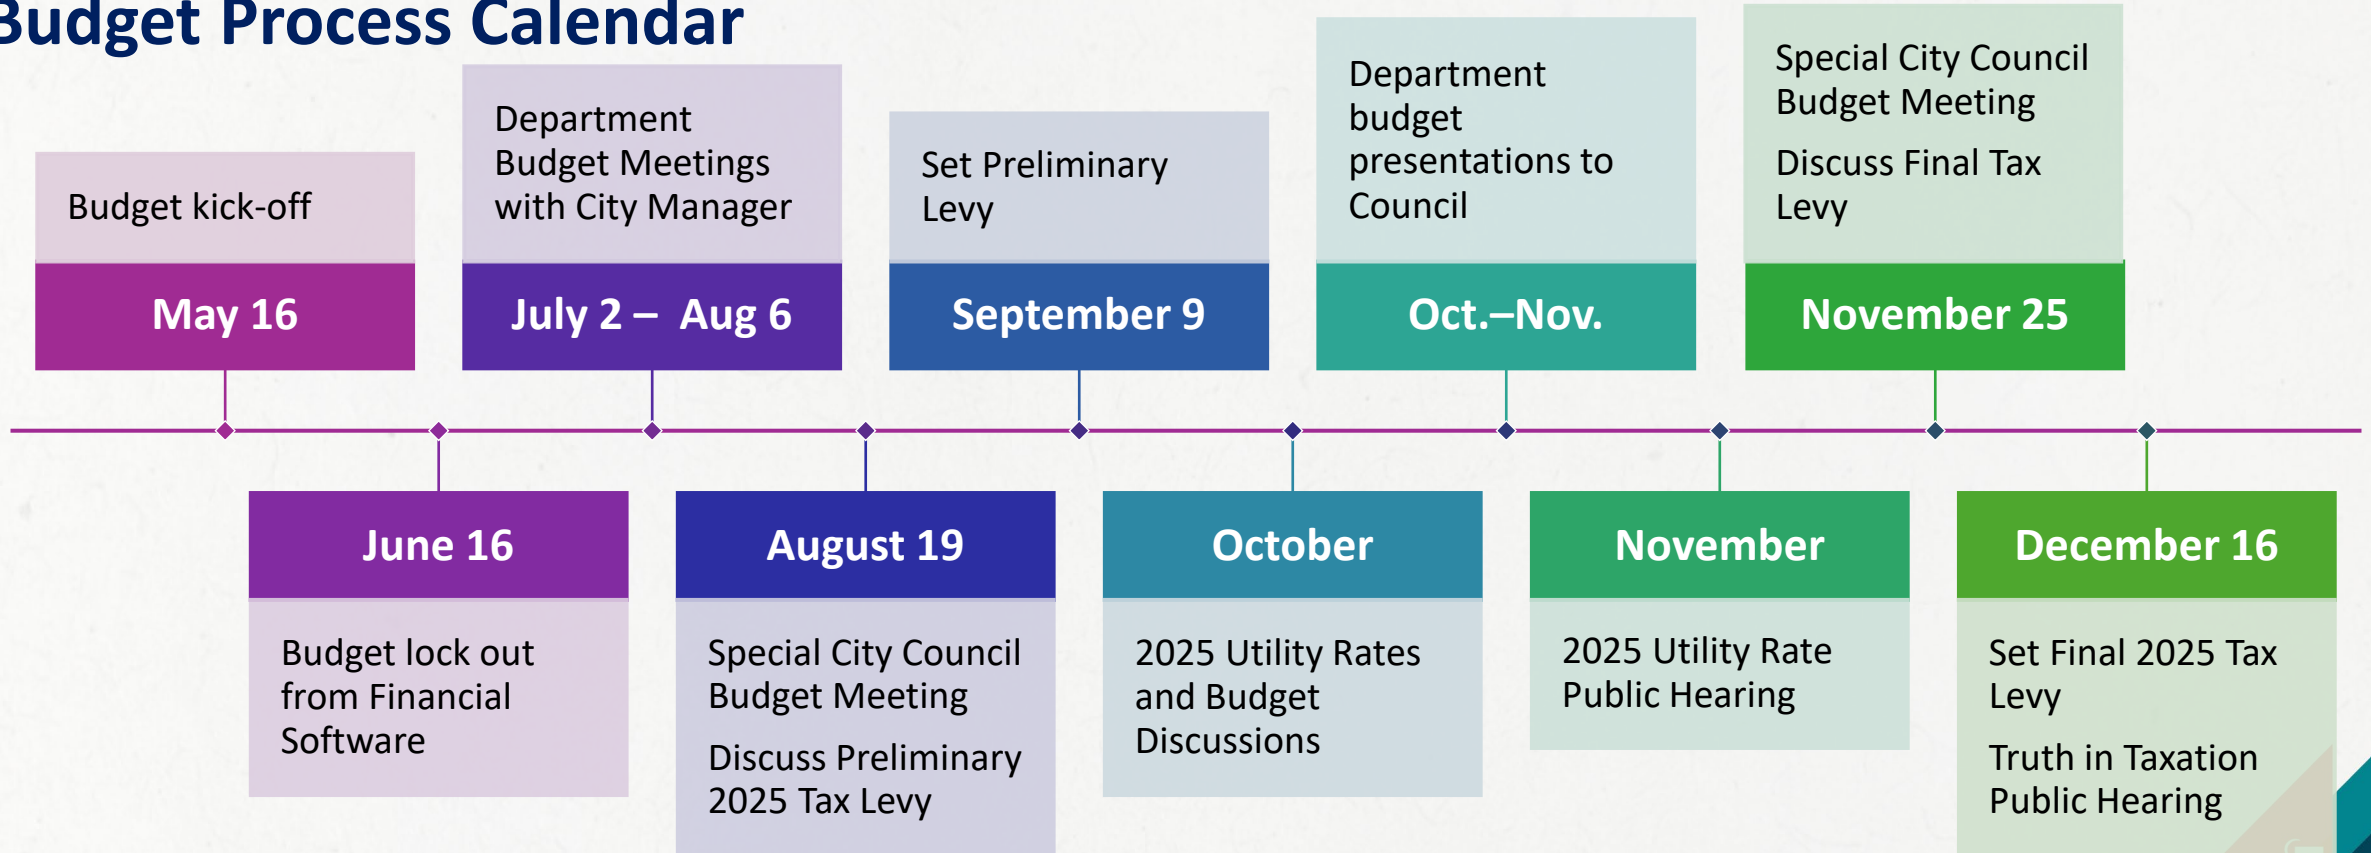 Budget Process Calendar
Budget kick-off
May 16
June 16
Budget lock out
from Financial
Software
Department
Budget Meetings
with City Manager
July 2 – Aug 6
August 19
Special City Council
Budget Meeting
Discuss Preliminary
2025 Tax Levy
Set Preliminary
Levy
September 9
October
2025 Utility Rates
and Budget
Discussions
Department
budget
presentations to
Council
Oct.–Nov.
November
2025 Utility Rate
Public Hearing
Special City Council
Budget Meeting
Discuss Final Tax
Levy
November 25
December 16
Set Final 2025 Tax
Levy
Truth in Taxation
Public Hearing